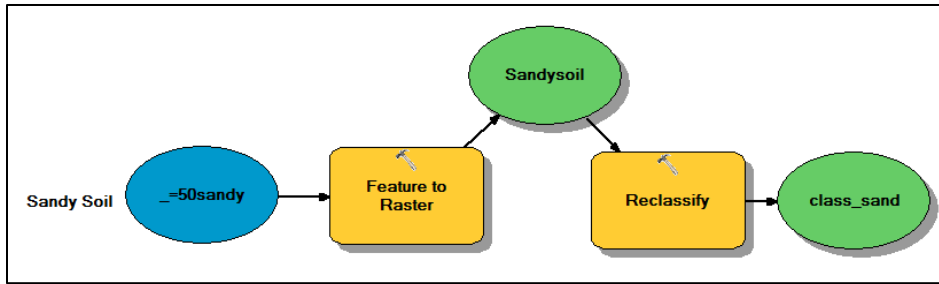 Sandy Soil
_=50sandy
Feature to
Raster
Sandysoil
Reclassify
class_sand